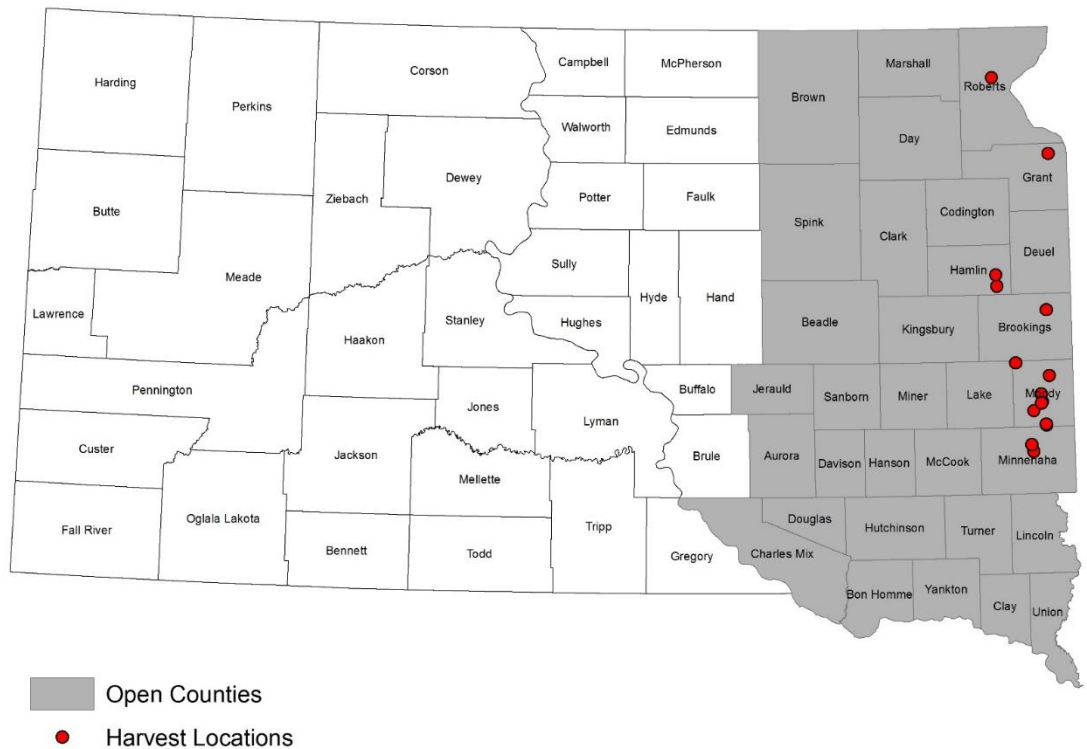 Harding
Perkins
Corson
Campbell
McPherson
Brown
Marshall
Roberts
Walworth
Edmunds
Day
Dewey
Ziebach
Butte
Potter
Faulk
Grant
Codington
Spink
Clark
Deuel
Meade
Sully
Hyde
Hand
Hamlin
Lawrence
Stanley
Hughes
Haakon
Beadle
Kingsbury
Brookings
Pennington
Buffalo
Jerauld
Sanborn
Miner
Lake
Moody
Jones
Lyman
Custer
Jackson
Brule
Aurora
Davison
Hanson
McCook
Minnehaha
Mellette
Oglala Lakota
Tripp
Fall River
Bennett
Todd
Gregory
Douglas
Charles Mix
Hutchinson
Turner
Lincoln
Bon Homme
Yankton
Clay
Union
Open Counties
Harvest Locations